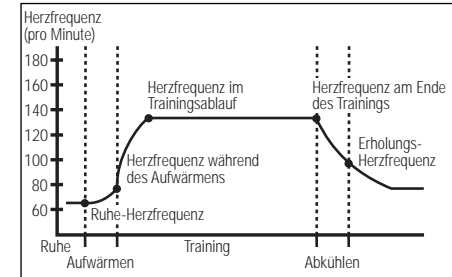 Herzfrequenz
(pro Minute)
180
160
140
120
100
80
60
Herzfrequenz im
Trainingsablauf
Herzfrequenz am Ende
des Trainings
Herzfrequenz während
des Aufwärmens
Erholungs-
Herzfrequenz
Ruhe-Herzfrequenz
Ruhe
Training
Aufwärmen
Abkühlen